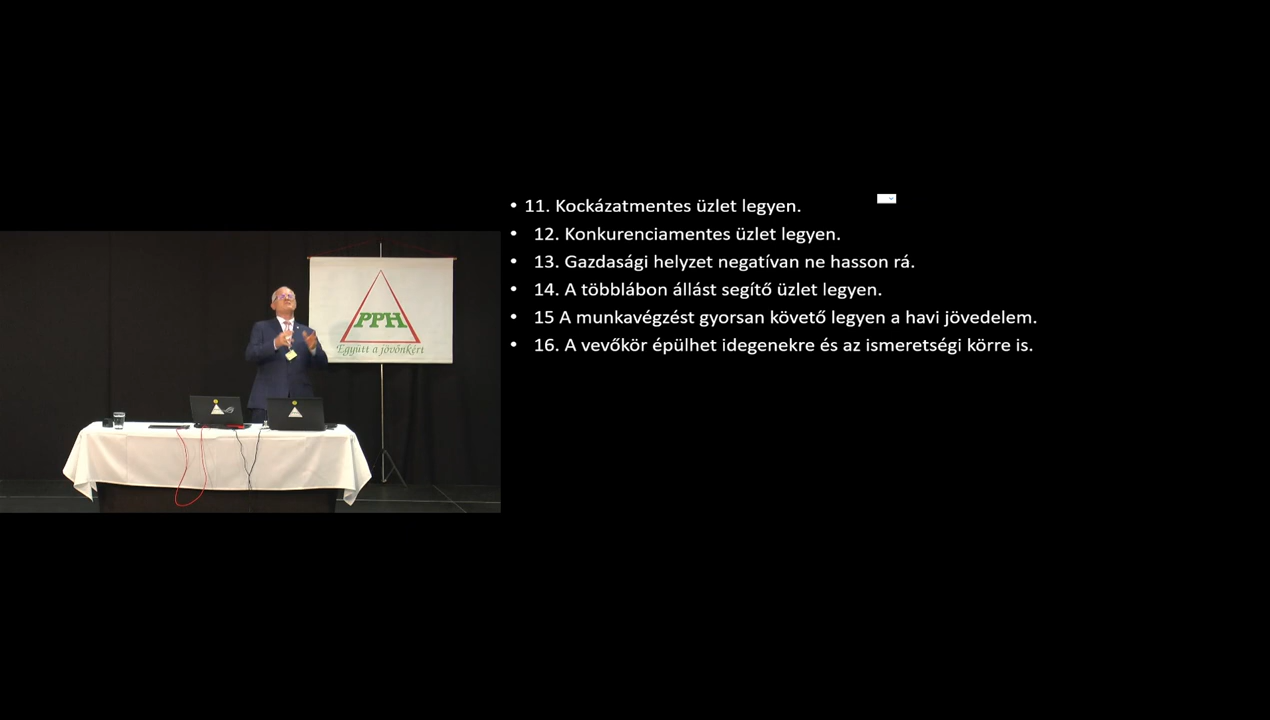 • 11. Kockázatmentes üzlet legyen.
• 12. Konkurenciamentes üzlet legyen.
• 13. Gazdasági helyzet negatívan ne hasson rá.
• 14. A többlábon állást segítő üzlet legyen.
• 15 A munkavégzést gyorsan követő legyen a havi jövedelem.
• 16. A vevőkör épülhet idegenekre és az ismeretségi körre is.
PPH
Együtt a jövőnkért